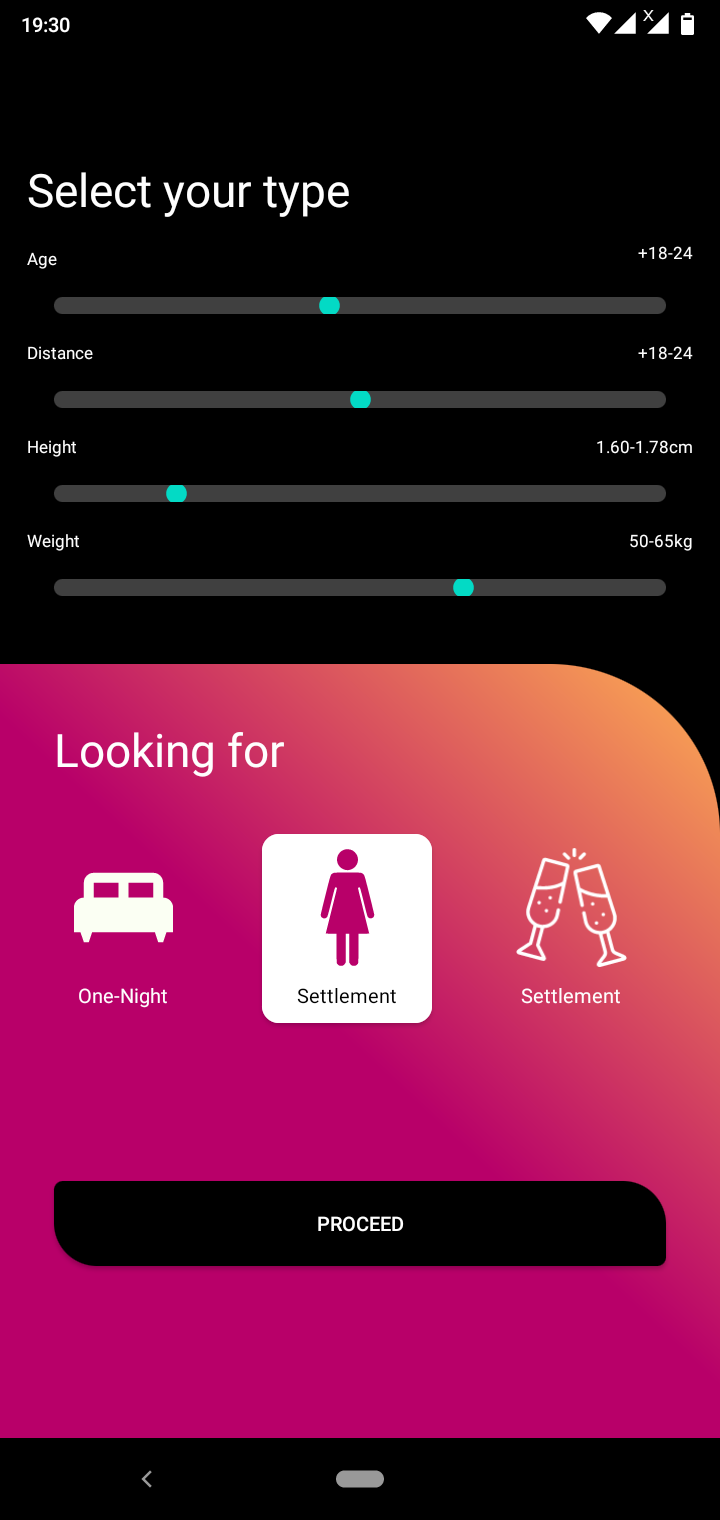 19:30
X
Select your type
Age +18-24
Distance +18-24
Height 1.60-1.78cm
Weight 50-65kg
Looking for
One-Night Settlement Settlement
PROCEED